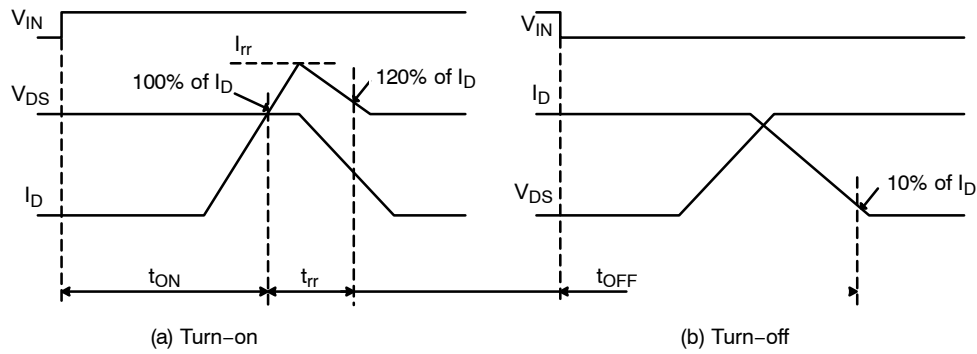 V_IN
I_rr
100% of I_D
120% of I_D
V_DS
I_D
t_ON
t_rr
(a) Turn−on
V_IN
I_D
V_DS
10% of I_D
t_OFF
(b) Turn−off